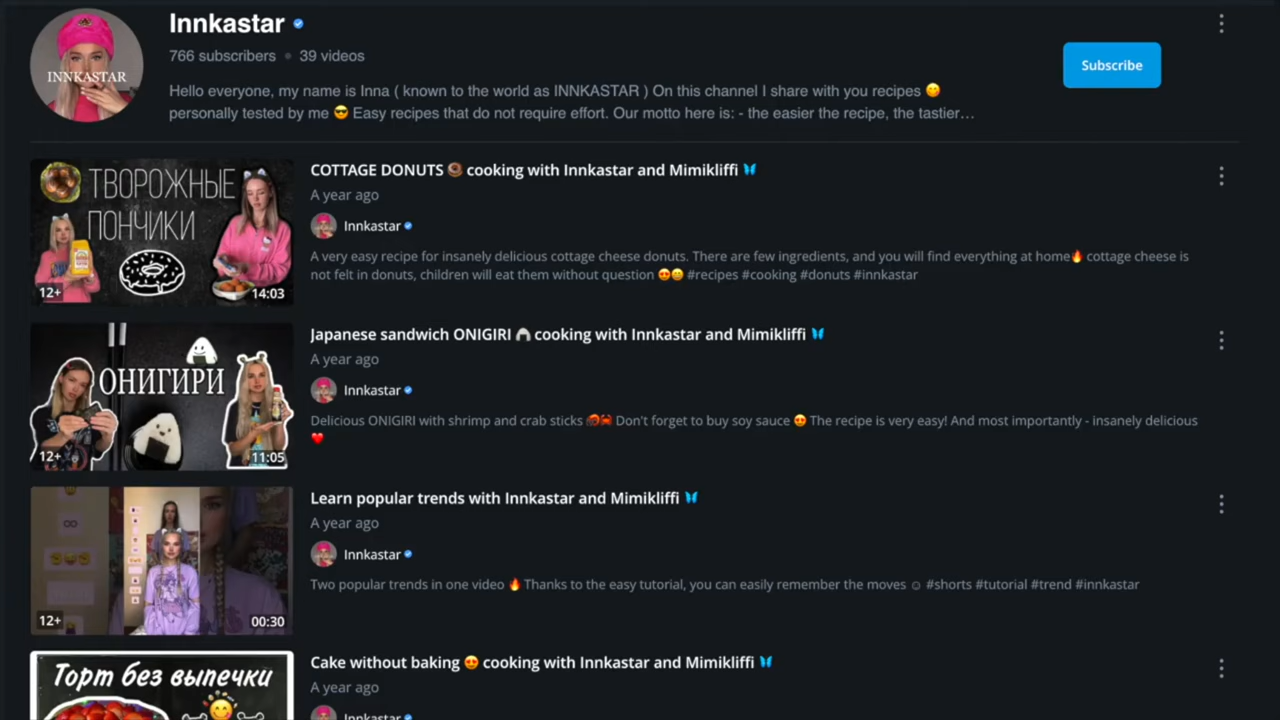 Innkastar
766 subscribers • 39 videos
Hello everyone, my name is Inna ( known to the world as INNKASTAR ) On this channel I share with you recipes 😋
personally tested by me 😎 Easy recipes that do not require effort. Our motto here is: - the easier the recipe, the tastier…
INNKASTAR
Subscribe
ТВОРОЖНЫЕ
ПОНЧИКИ
12+
14:03
COTTAGE DONUTS 🍩 cooking with Innkastar and Mimikliffi 🦋
A year ago
Innkastar
A very easy recipe for insanely delicious cottage cheese donuts. There are few ingredients, and you will find everything at home🔥 cottage cheese is
not felt in donuts, children will eat them without question 😍😄 #recipes #cooking #donuts #innkastar
ОНИГИРИ
12+
11:05
Japanese sandwich ONIGIRI 🍙 cooking with Innkastar and Mimikliffi 🦋
A year ago
Innkastar
Delicious ONIGIRI with shrimp and crab sticks 🦐🦀 Don't forget to buy soy sauce 😍 The recipe is very easy! And most importantly - insanely delicious
❤️
12+
00:30
Learn popular trends with Innkastar and Mimikliffi 🦋
A year ago
Innkastar
Two popular trends in one video 🔥 Thanks to the easy tutorial, you can easily remember the moves ☺ #shorts #tutorial #trend #innkastar
Торт без выпечки
Cake without baking 😍 cooking with Innkastar and Mimikliffi 🦋
A year ago
Innkastar